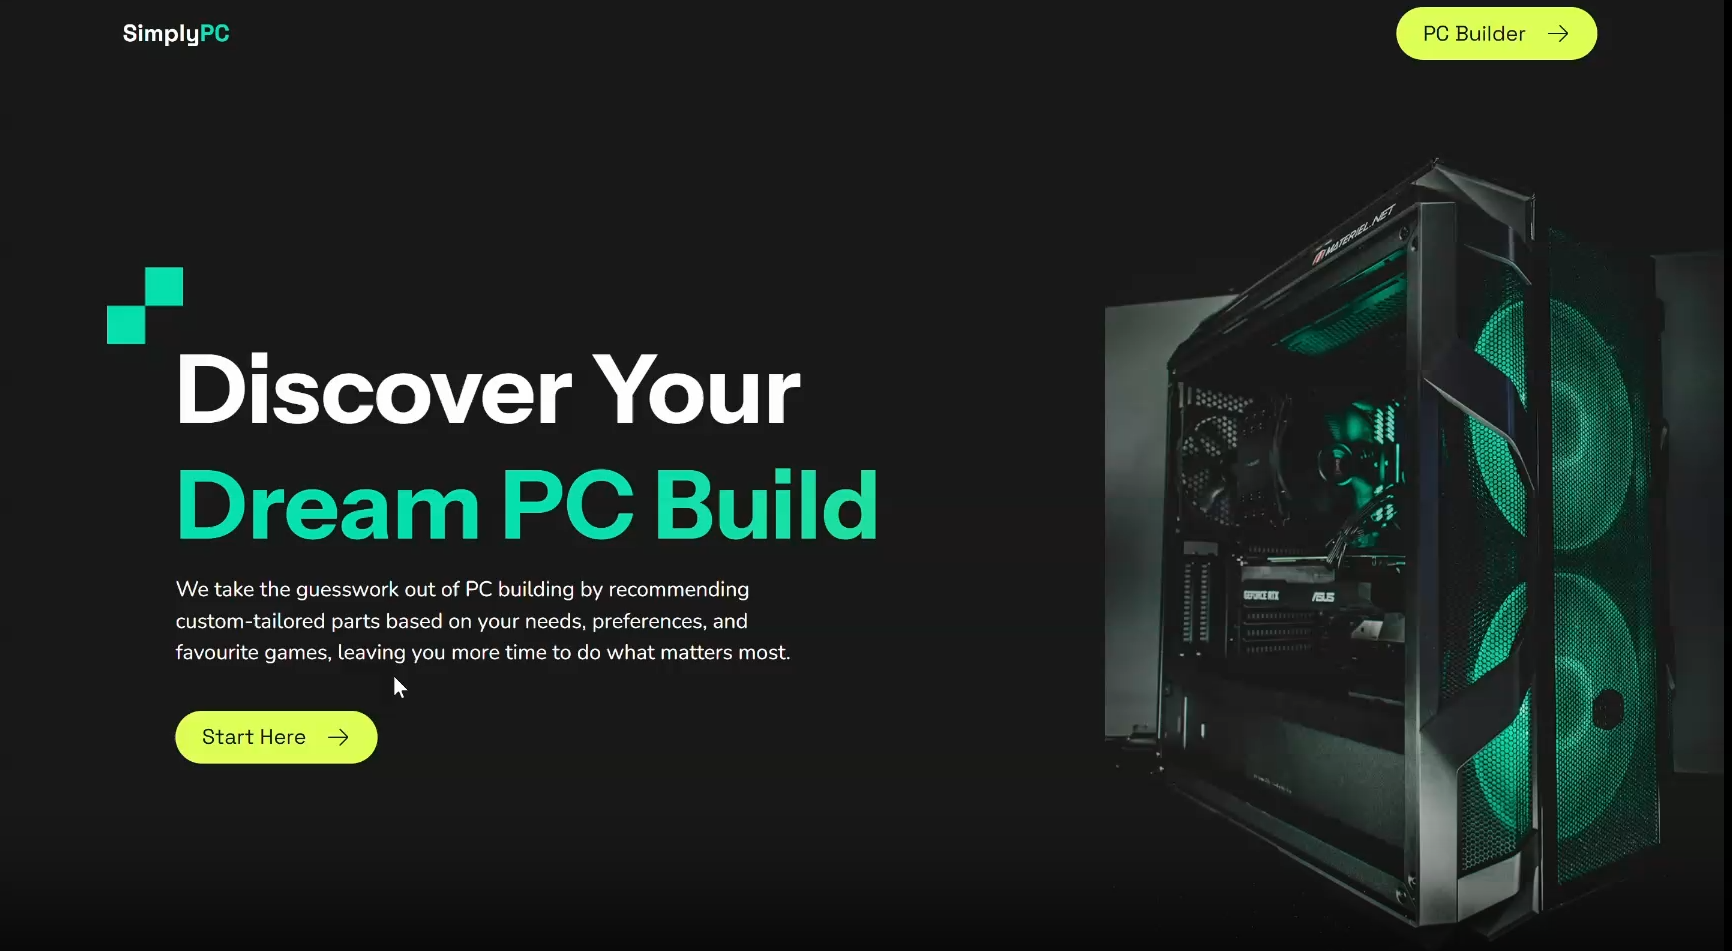 SimplyPC
PC Builder
Discover Your
Dream PC Build
We take the guesswork out of PC building by recommending
custom-tailored parts based on your needs, preferences, and
favourite games, leaving you more time to do what matters most.
Start Here
MATERIEL.NET
GEFORCE RTX
ASUS